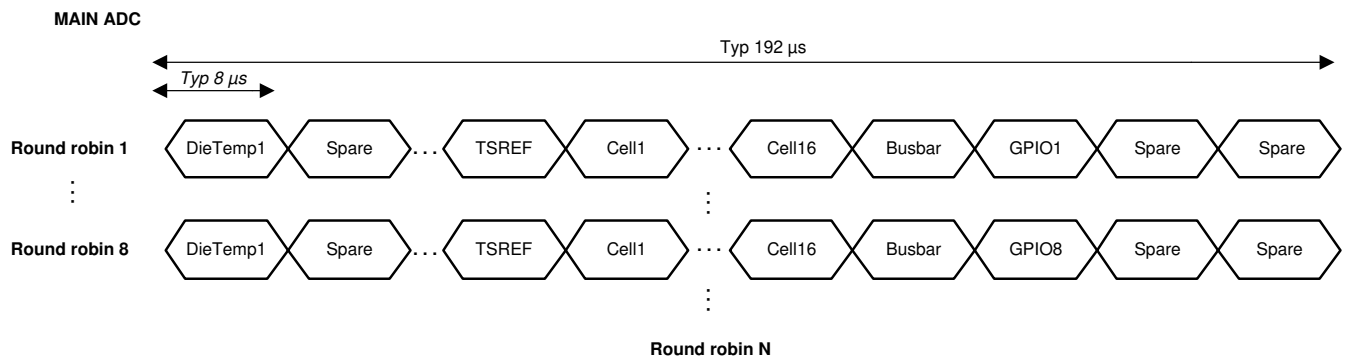 MAIN ADC
Typ 192 µs
Typ 8 µs
Round robin 1 DieTemp1 Spare ... TSREF Cell1 ... Cell16 Busbar GPIO1 Spare Spare
Round robin 8 DieTemp1 Spare ... TSREF Cell1 ... Cell16 Busbar GPIO8 Spare Spare
Round robin N